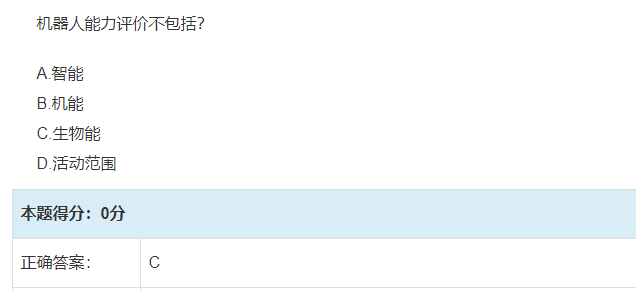 机器人能力评价不包括?
A.智能
B.机能
C.生物能
D.活动范围
本题得分：0分
正确答案：
C